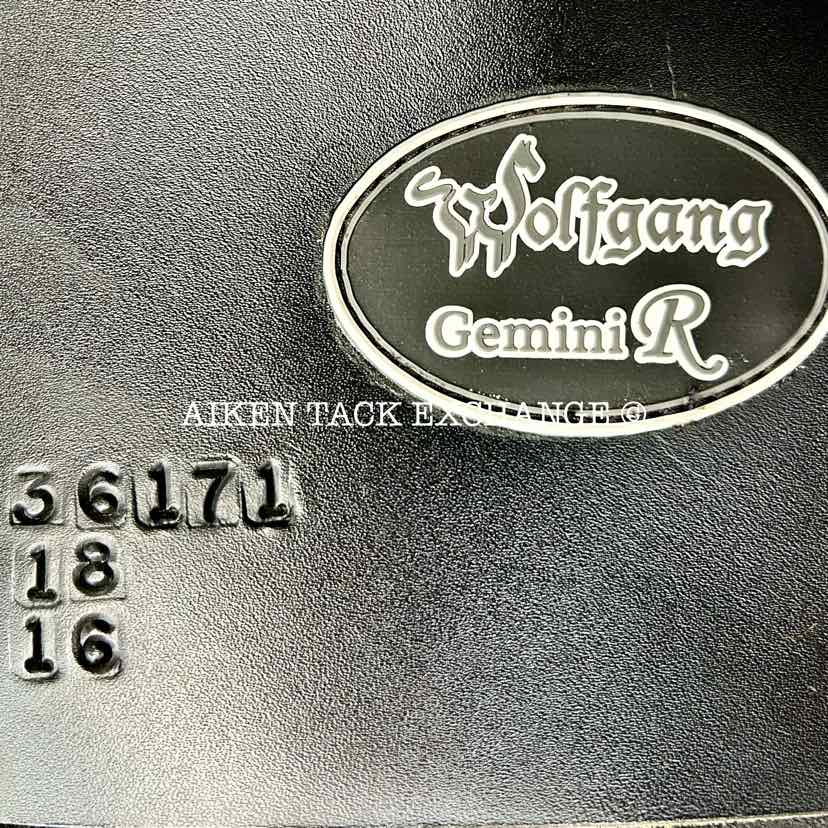 Wolfgang
Gemini R
AIKEN TACK EXCHANGE ©
36171
18
16